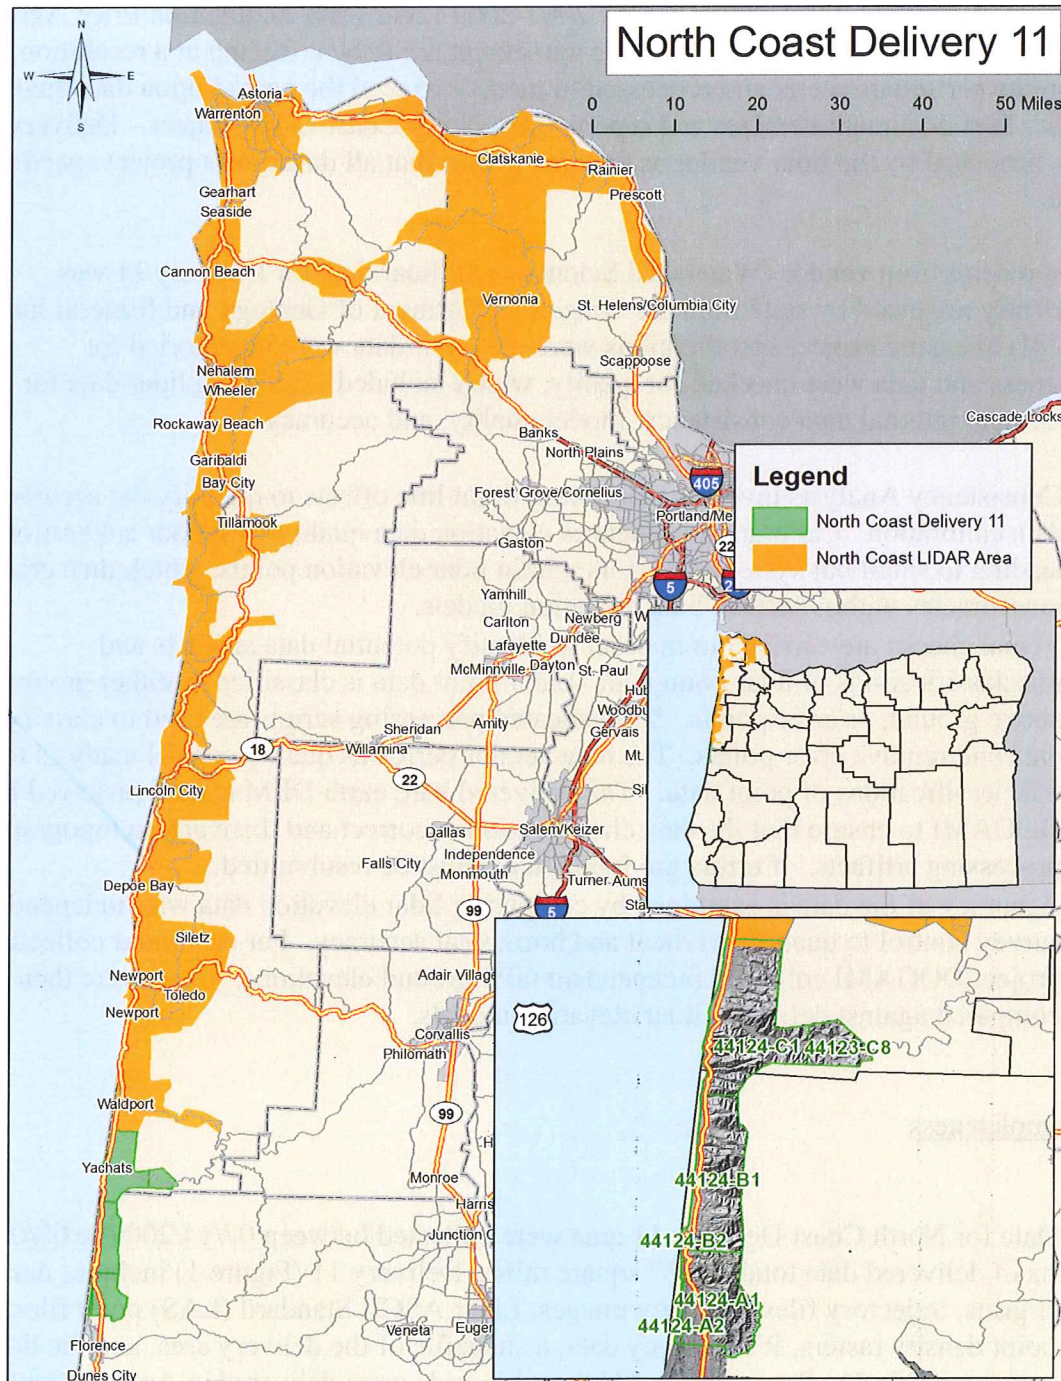 North Coast Delivery 11
N
W E
S
0 10 20 30 40 50 Miles
Astoria
Warrenton
Clatskanie
Rainier
Prescott
Gearhart
Seaside
Cannon Beach
Vernonia
St. Helens/Columbia City
Scappoose
Nehalem
Wheeler
Rockaway Beach
Banks
North Plains
Cascade Locks
Garibaldi
Bay City
Forest Grove/Cornelius
405
Tillamook
Portland/Me
Gaston
22
5
2
Yamhill
Carlton
Newberg
W
Lafayette
Dundee
McMinnville
Dayton
St. Paul
Hub
Woodbu
Gervais
Sheridan
Amity
Willamina
18
22
Mt.
Sil
Lincoln City
Dallas
Salem/Keizer
Falls City
Independence
Monmouth
Turner
Aums
Depoe Bay
99
5
Sta
Siletz
Newport
Toledo
Newport
Adair Village
Corvallis
Philomath
Waldport
99
H
Yachats
Monroe
Harris
Junction C
Veneta
Euger
Florence
Dunes City
Legend
North Coast Delivery 11
North Coast LIDAR Area
126
44124-C1
44123-C8
44124-B1
44124-B2
44124-A1
44124-A2